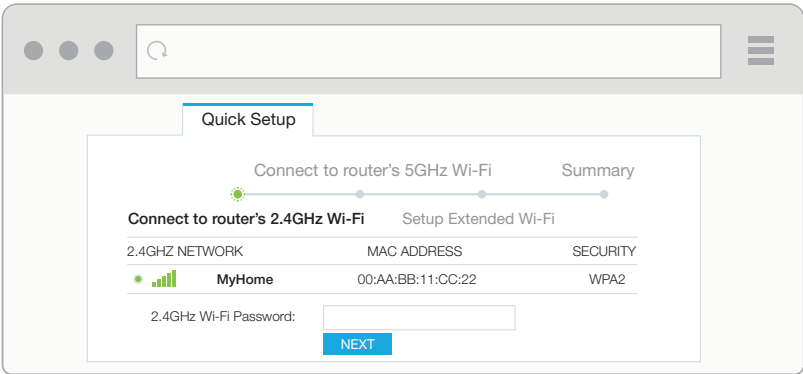 Quick Setup
Connect to router's 5GHz Wi-Fi Summary
Connect to router's 2.4GHz Wi-Fi Setup Extended Wi-Fi
2.4GHZ NETWORK MAC ADDRESS SECURITY
MyHome 00:AA:BB:11:CC:22 WPA2
2.4GHz Wi-Fi Password:
NEXT